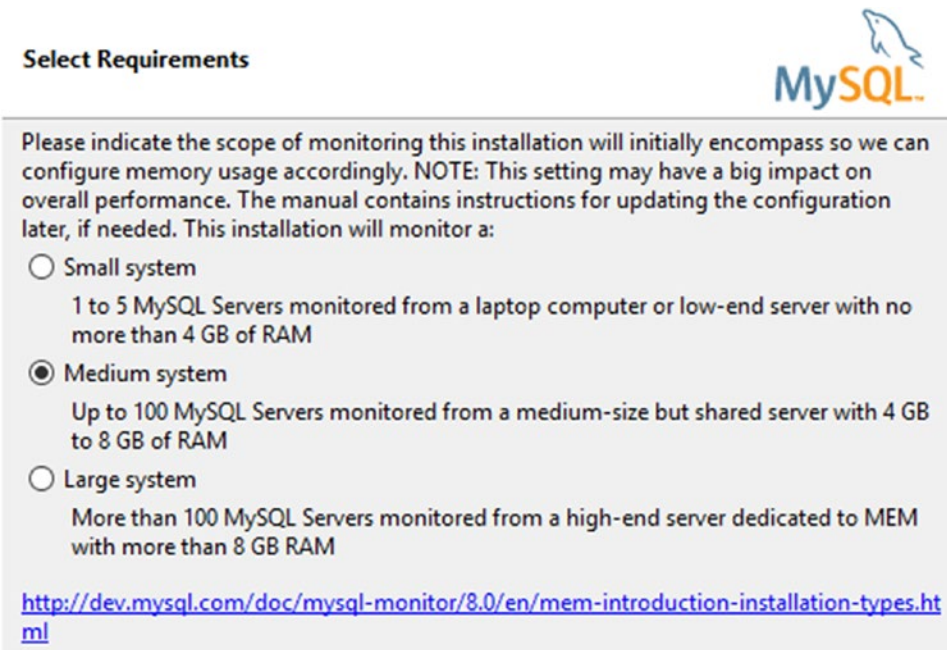 Select Requirements
MySQL™
Please indicate the scope of monitoring this installation will initially encompass so we can
configure memory usage accordingly. NOTE: This setting may have a big impact on
overall performance. The manual contains instructions for updating the configuration
later, if needed. This installation will monitor a:
Small system
1 to 5 MySQL Servers monitored from a laptop computer or low-end server with no
more than 4 GB of RAM
Medium system
Up to 100 MySQL Servers monitored from a medium-size but shared server with 4 GB
to 8 GB of RAM
Large system
More than 100 MySQL Servers monitored from a high-end server dedicated to MEM
with more than 8 GB RAM
http://dev.mysql.com/doc/mysql-monitor/8.0/en/mem-introduction-installation-types.ht
ml